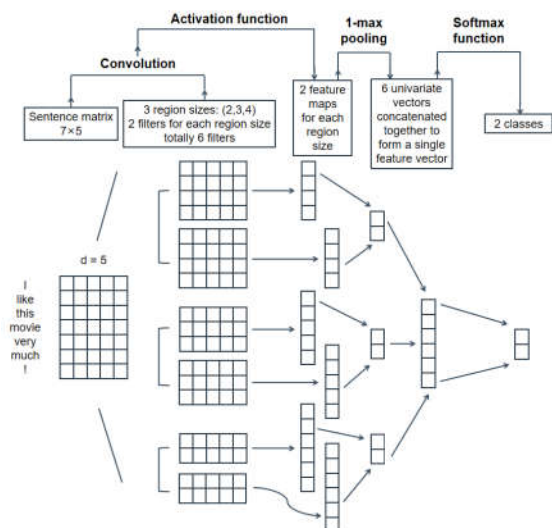 Activation function
1-max
pooling
Softmax
function
Convolution
Sentence matrix
7×5
3 region sizes: (2,3,4)
2 filters for each region size
totally 6 filters
2 feature
maps
for each
region
size
6 univariate
vectors
concatenated
together to
form a single
feature vector
2 classes
d = 5
I
like
this
movie
very
much
!